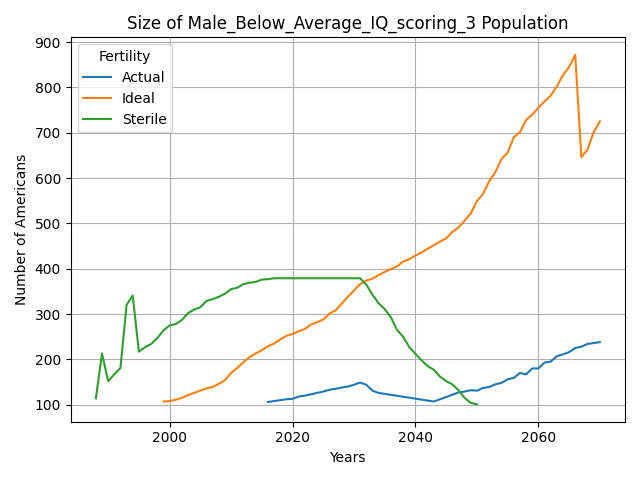 Size of Male_Below_Average_IQ_scoring_3 Population
Fertility
Actual
Ideal
Sterile
Number of Americans
900
800
700
600
500
400
300
200
100
2000
2020
2040
2060
Years